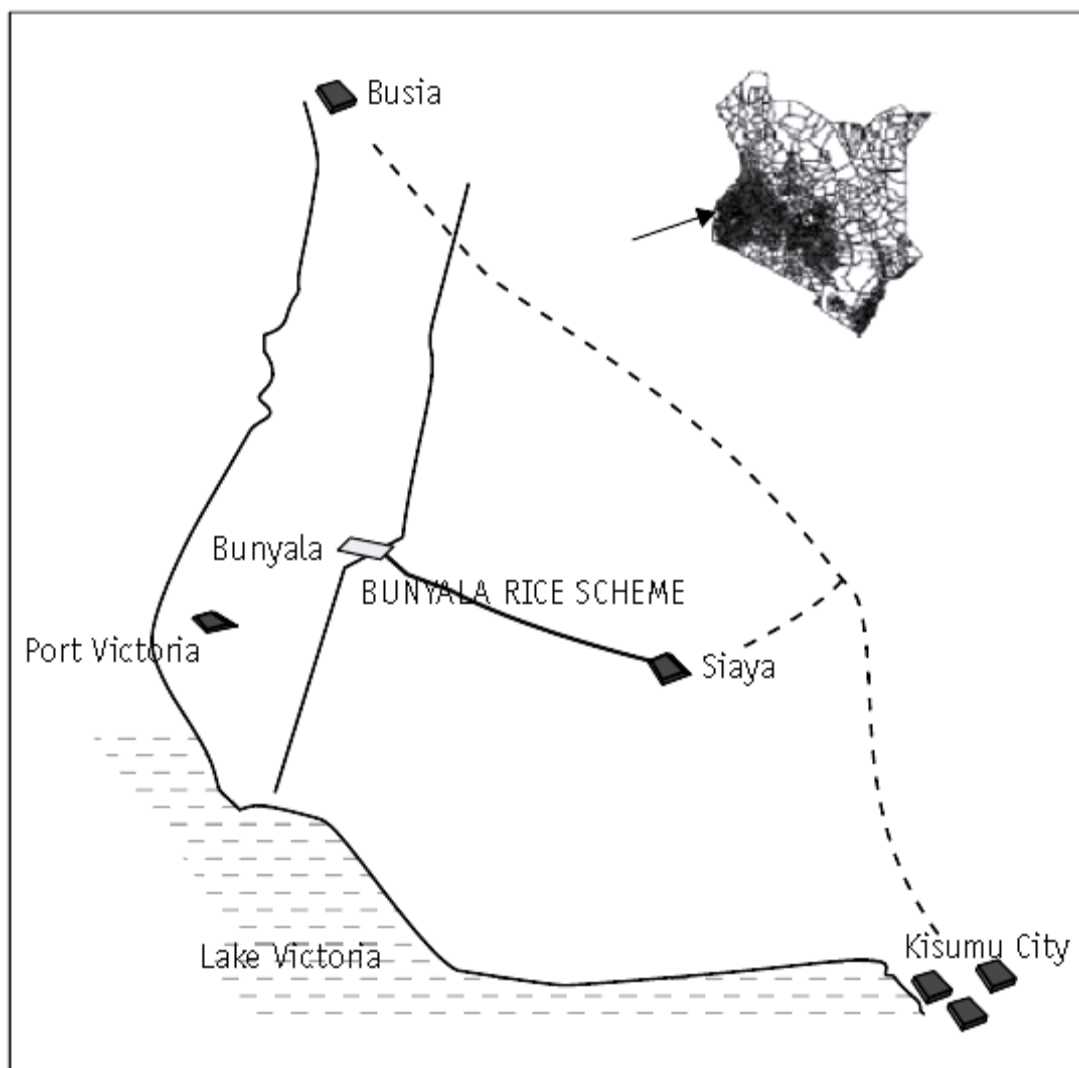 Busia
Bunyala
BUNYALA RICE SCHEME
Port Victoria
Siaya
Lake Victoria
Kisumu City